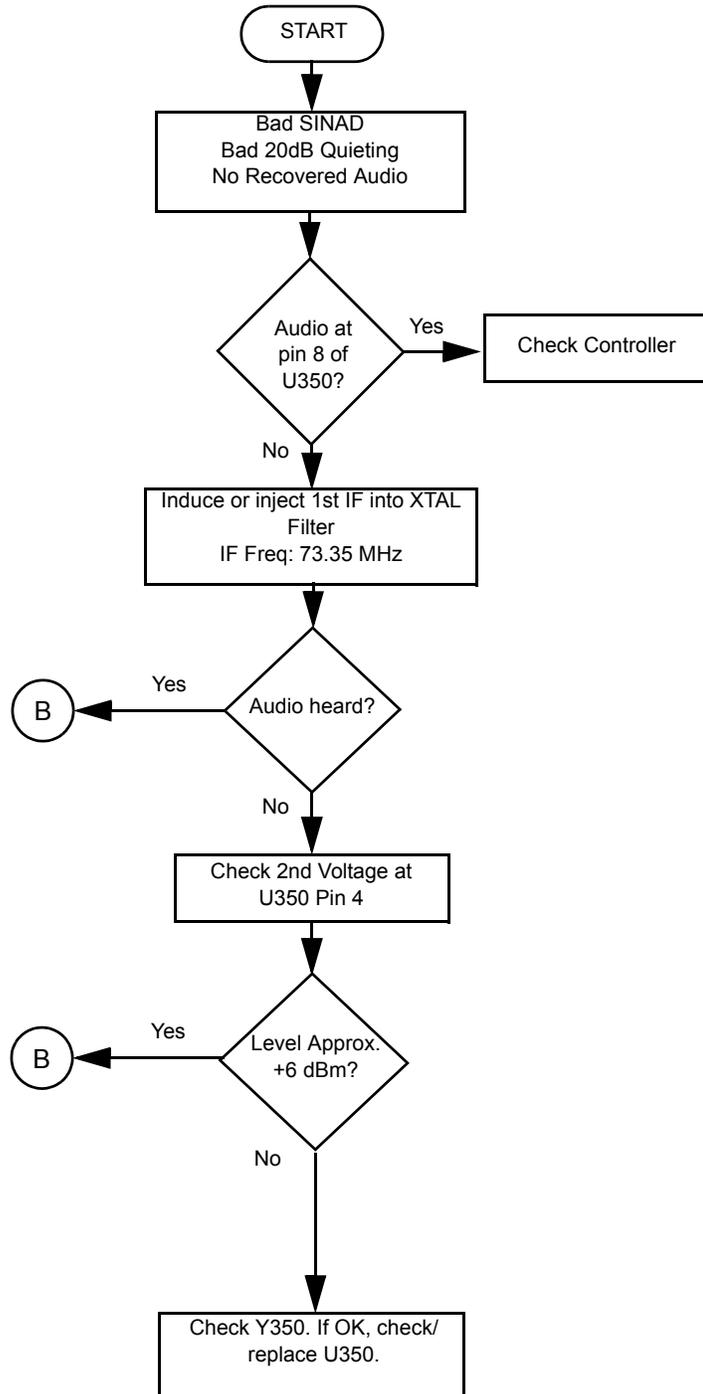 START
Bad SINAD
Bad 20dB Quieting
No Recovered Audio
Audio at
pin 8 of
U350?
Yes
Check Controller
No
Induce or inject 1st IF into XTAL
Filter
IF Freq: 73.35 MHz
Audio heard?
Yes
B
No
Check 2nd Voltage at
U350 Pin 4
Level Approx.
+6 dBm?
Yes
B
No
Check Y350. If OK, check/
replace U350.